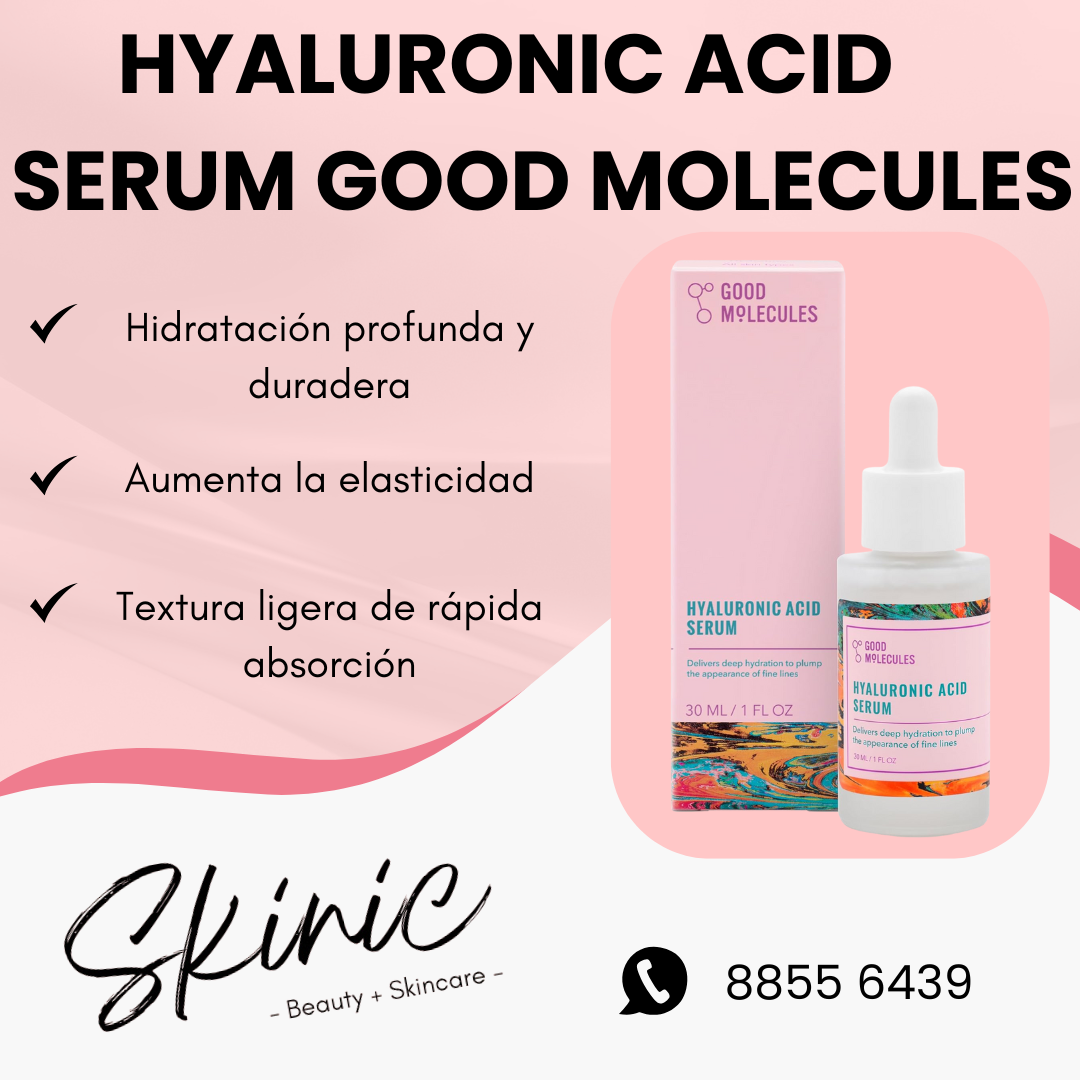 HYALURONIC ACID
SERUM GOOD MOLECULES
Hidratación profunda y
duradera
Aumenta la elasticidad
Textura ligera de rápida
absorción
GOOD
MOLECULES
HYALURONIC ACID
SERUM
Delivers deep hydration to plump
the appearance of fine lines
30 ML / 1 FL OZ
GOOD
MOLECULES
HYALURONIC ACID
SERUM
Delivers deep hydration to plump
the appearance of fine lines
30 ML / 1 FL OZ
Skinic
- Beauty + Skincare -
8855 6439